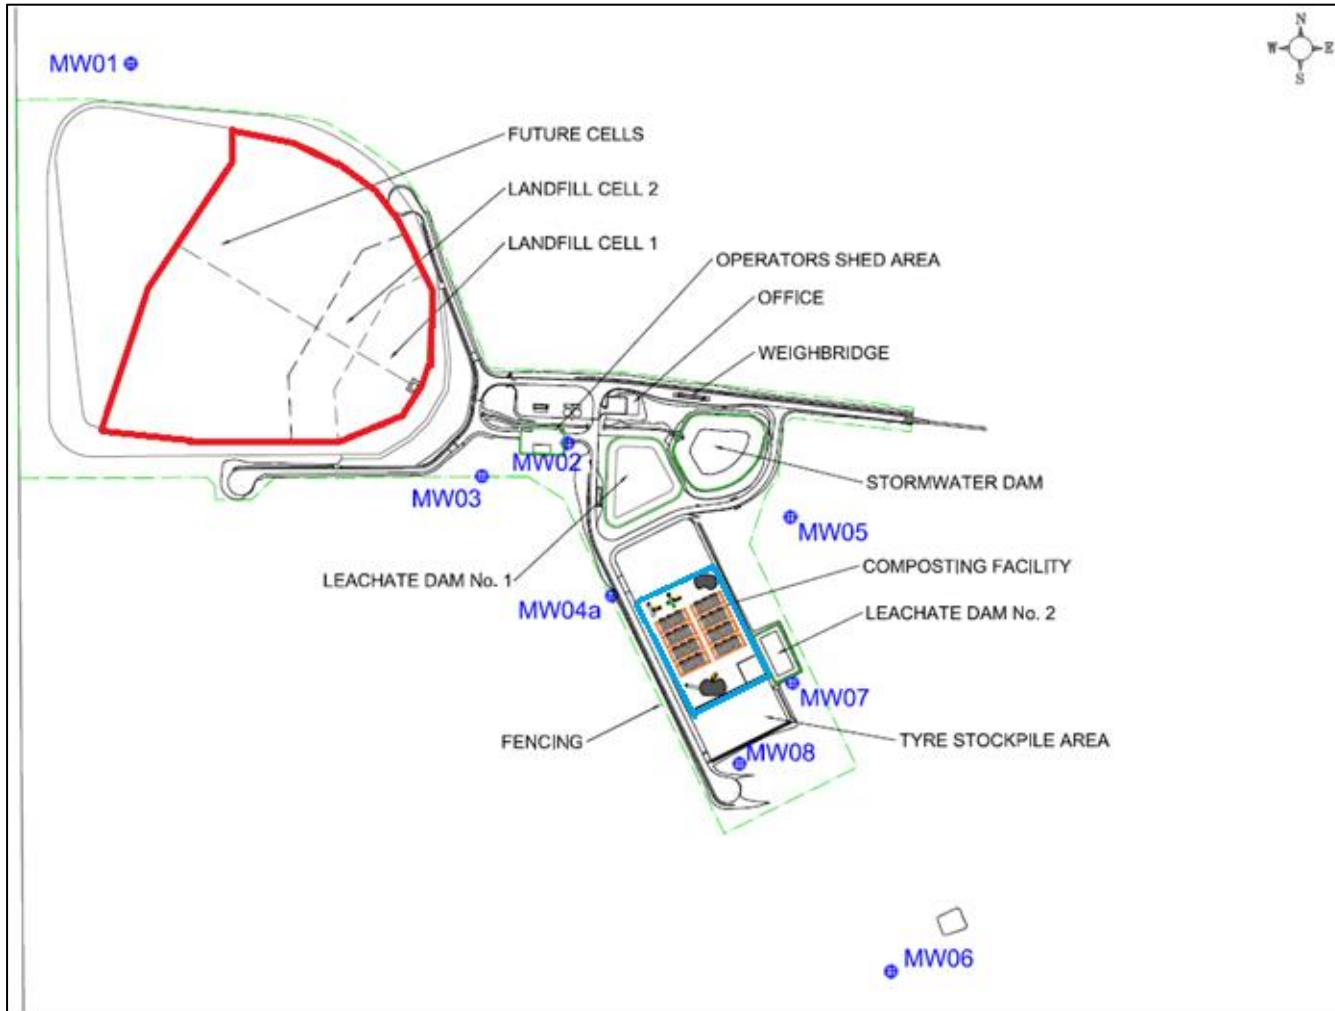 N
W E
S
MW01
FUTURE CELLS
LANDFILL CELL 2
LANDFILL CELL 1
OPERATORS SHED AREA
OFFICE
WEIGHBRIDGE
MW02
MW03
STORMWATER DAM
MW05
LEACHATE DAM No. 1
COMPOSTING FACILITY
MW04a
LEACHATE DAM No. 2
MW07
FENCING
TYRE STOCKPILE AREA
MW08
MW06